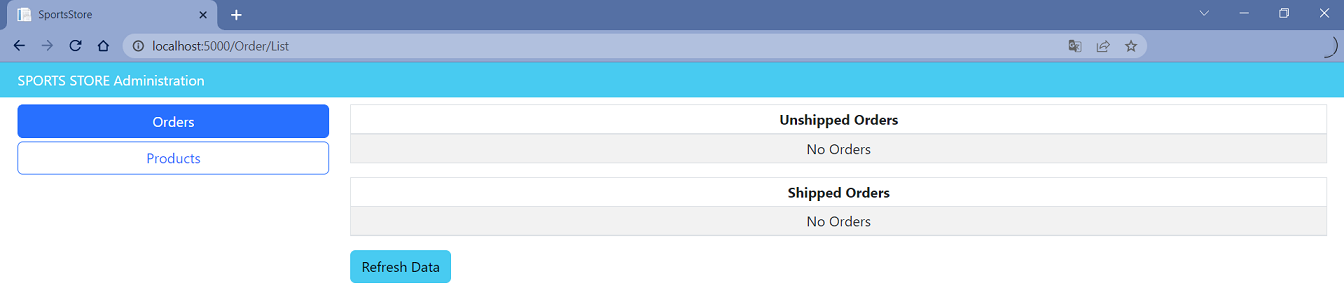 SportsStore
localhost:5000/Order/List
SPORTS STORE Administration
Orders
Products
Unshipped Orders
No Orders
Shipped Orders
No Orders
Refresh Data